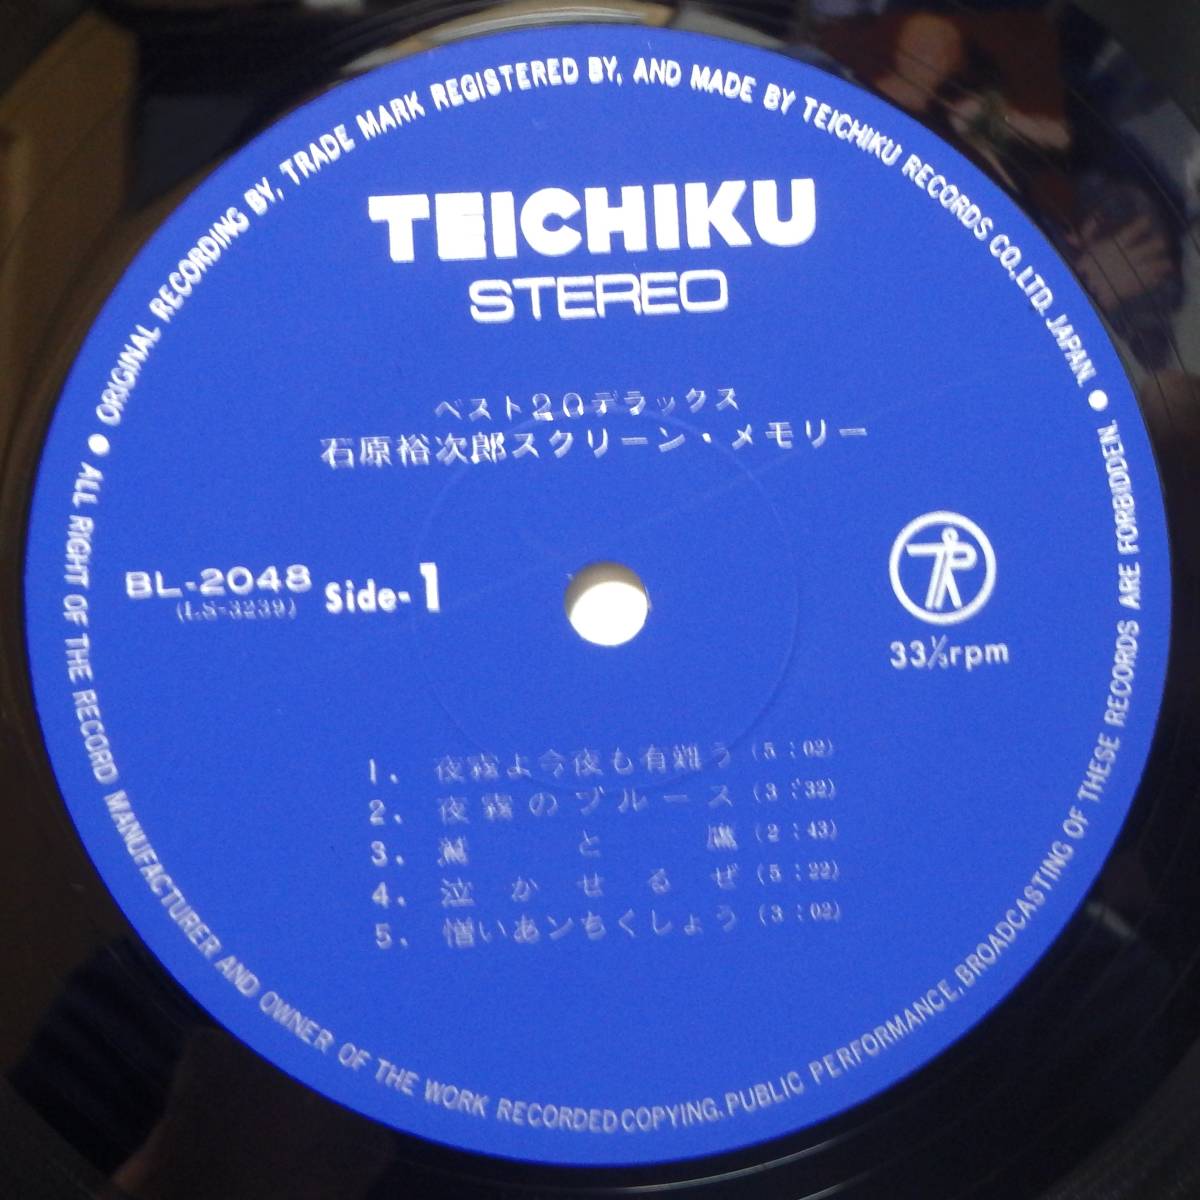 ORIGINAL RECORDING BY, TRADE MARK REGISTERED BY, AND MADE BY TEICHIKU RECORDS CO., LTD. JAPAN. ●
TEICHIKU
STEREO
ベスト20デラックス
石原裕次郎スクリーン・メモリー
BL-2048
(LS-3239)
Side-1
33⅓rpm
1. 夜霧よ今夜も有難う (5:02)
2. 夜霧のブルース (3:32)
3. と鷹 (2:43)
4. 泣かせるぜ (5:22)
5. 憎いあンちくしょう (3:02)
● ALL RIGHT OF THE RECORD MANUFACTURER AND OWNER OF THE WORK RECORDED COPYING. PUBLIC PERFORMANCE, BROADCASTING OF THESE RECORDS ARE FORBIDDEN.